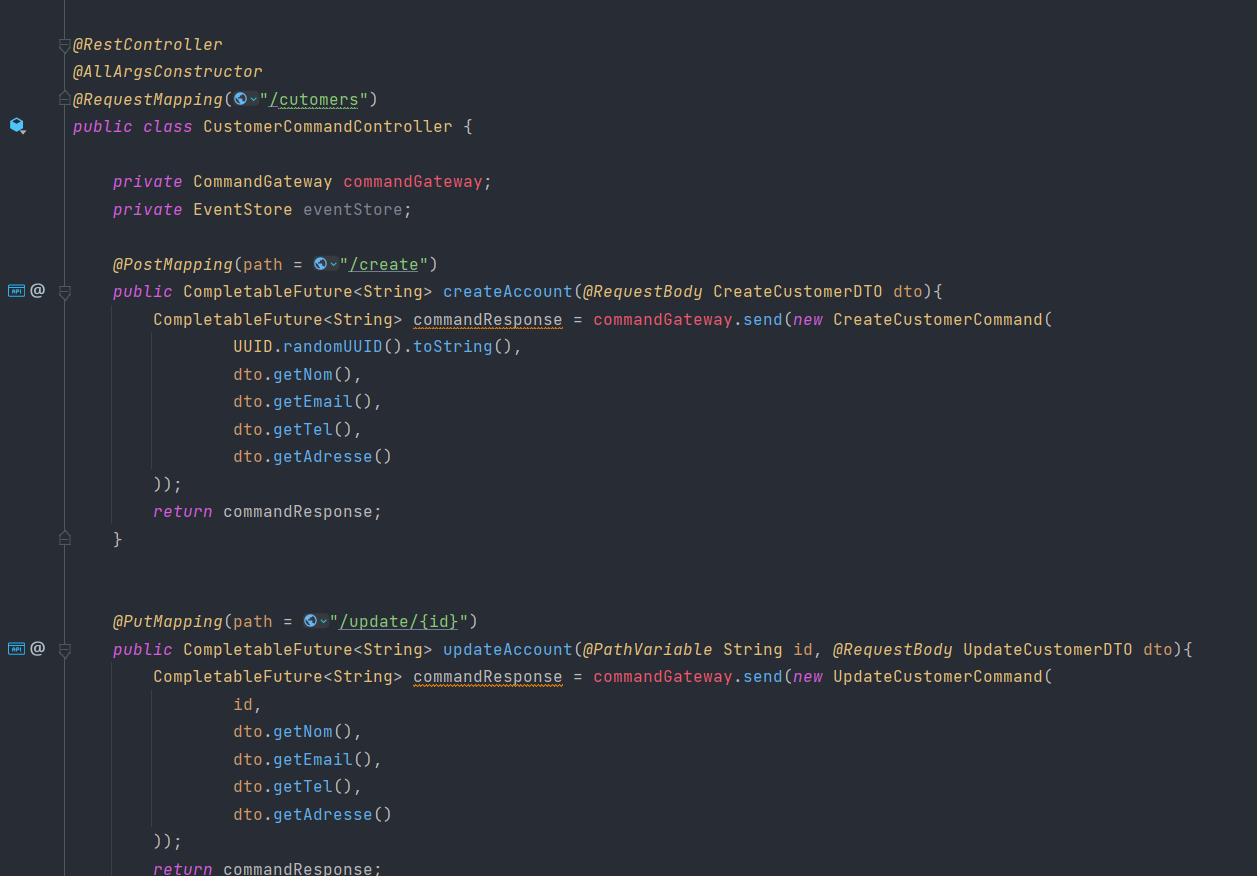 @RestController
@AllArgsConstructor
@RequestMapping("/cutomers")
public class CustomerCommandController {
private CommandGateway commandGateway;
private EventStore eventStore;
@PostMapping(path = "/create")
API @ public CompletableFuture<String> createAccount(@RequestBody CreateCustomerDTO dto){
CompletableFuture<String> commandResponse = commandGateway.send(new CreateCustomerCommand(
UUID.randomUUID().toString(),
dto.getNom(),
dto.getEmail(),
dto.getTel(),
dto.getAdresse()
));
return commandResponse;
}
@PutMapping(path = "/update/{id}")
API @ public CompletableFuture<String> updateAccount(@PathVariable String id, @RequestBody UpdateCustomerDTO dto){
CompletableFuture<String> commandResponse = commandGateway.send(new UpdateCustomerCommand(
id,
dto.getNom(),
dto.getEmail(),
dto.getTel(),
dto.getAdresse()
));
return commandResponse;